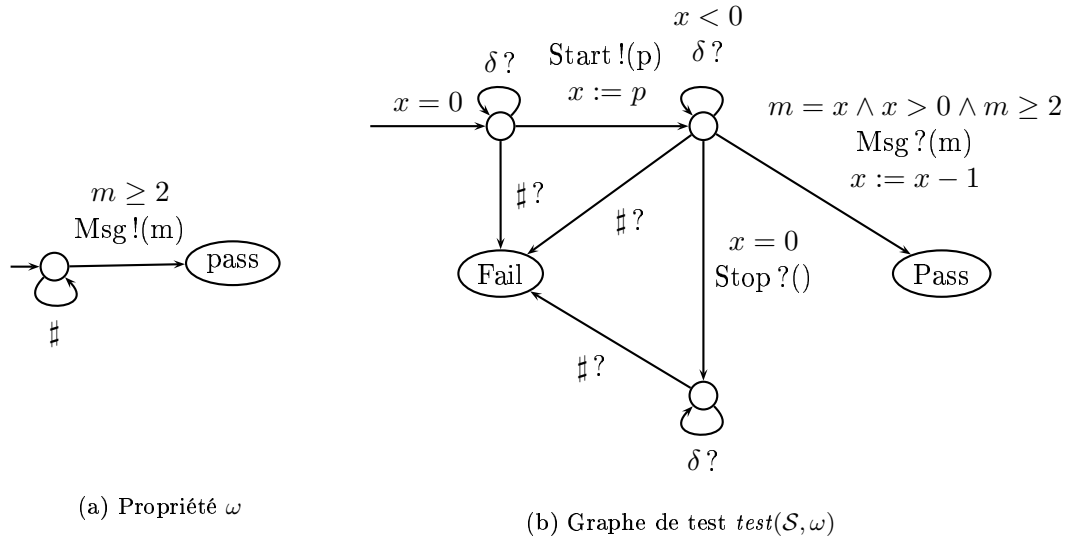 m ≥ 2
Msg !(m)
pass
♯
(a) Propriété ω
x = 0
δ ?
Start !(p)
x := p
x < 0
δ ?
m = x ∧ x > 0 ∧ m ≥ 2
Msg ?(m)
x := x − 1
♯ ?
♯ ?
x = 0
Stop ?()
Fail
Pass
♯ ?
δ ?
(b) Graphe de test test(𝒮, ω)